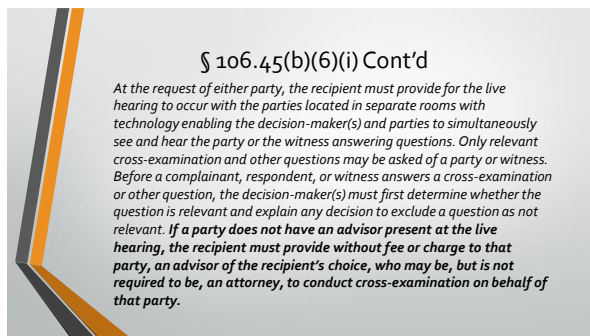 § 106.45(b)(6)(i) Cont’d
At the request of either party, the recipient must provide for the live
hearing to occur with the parties located in separate rooms with
technology enabling the decision-maker(s) and parties to simultaneously
see and hear the party or the witness answering questions. Only relevant
cross-examination and other questions may be asked of a party or witness.
Before a complainant, respondent, or witness answers a cross-examination
or other question, the decision-maker(s) must first determine whether the
question is relevant and explain any decision to exclude a question as not
relevant. If a party does not have an advisor present at the live
hearing, the recipient must provide without fee or charge to that
party, an advisor of the recipient’s choice, who may be, but is not
required to be, an attorney, to conduct cross-examination on behalf of
that party.